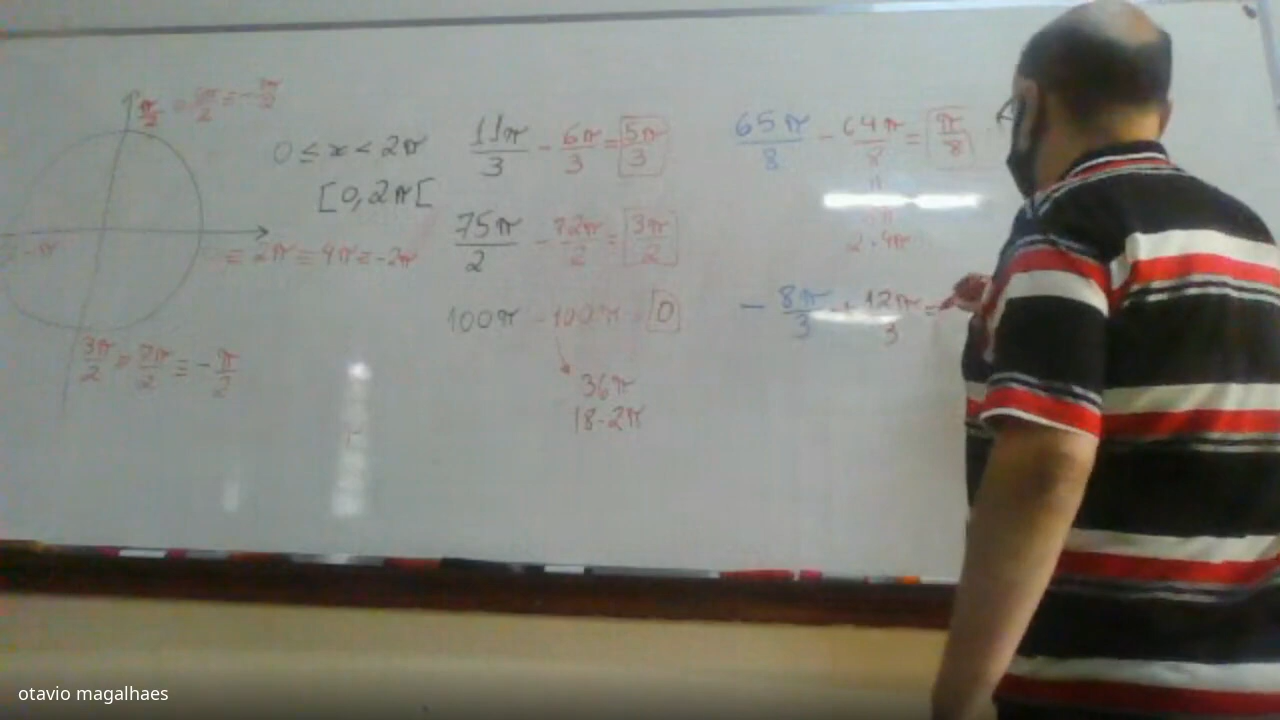 π/2 ≡ 5π/2 ≡ -3π/2
0 ≤ x < 2π
[0,2π[
-π
≡ 2π ≡ 4π ≡ -2π
3π/2 ≡ 7π/2 ≡ -π/2
11π/3 - 6π/3 = 5π/3
75π/2 - 72π/2 = 3π/2
100π - 100π = 0
36π
18·2π
65π/8 - 64π/8 = π/8
8π
2·4π
- 8π/3 + 12π/3 =
otavio magalhaes